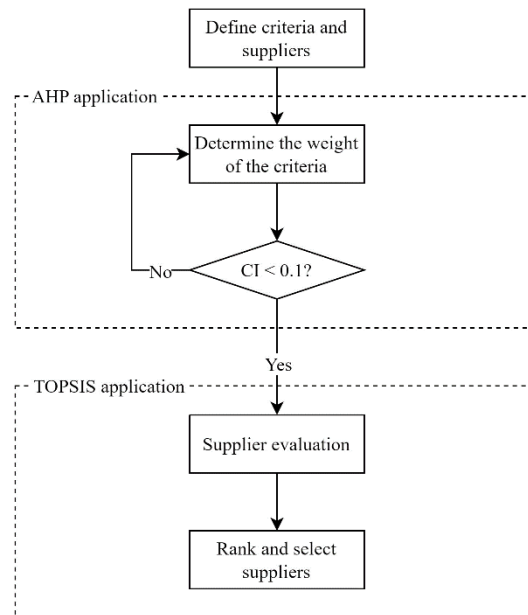 Define criteria and
suppliers
AHP application
Determine the weight
of the criteria
CI < 0.1?
No
Yes
TOPSIS application
Supplier evaluation
Rank and select
suppliers